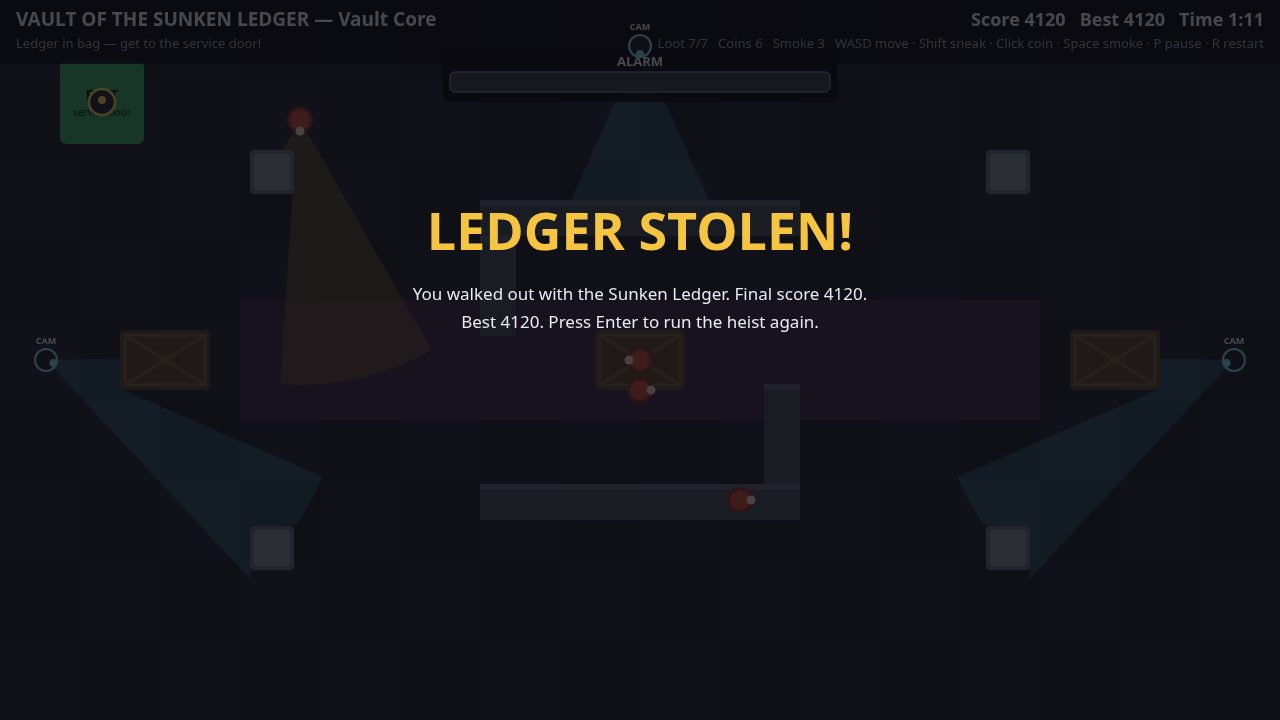 VAULT OF THE SUNKEN LEDGER — Vault Core
Score 4120 Best 4120 Time 1:11
Ledger in bag — get to the service door!
Loot 7/7 Coins 6 Smoke 3 WASD move · Shift sneak · Click coin · Space smoke · P pause · R restart
CAM
ALARM
LEDGER STOLEN!
You walked out with the Sunken Ledger. Final score 4120.
Best 4120. Press Enter to run the heist again.
CAM
CAM